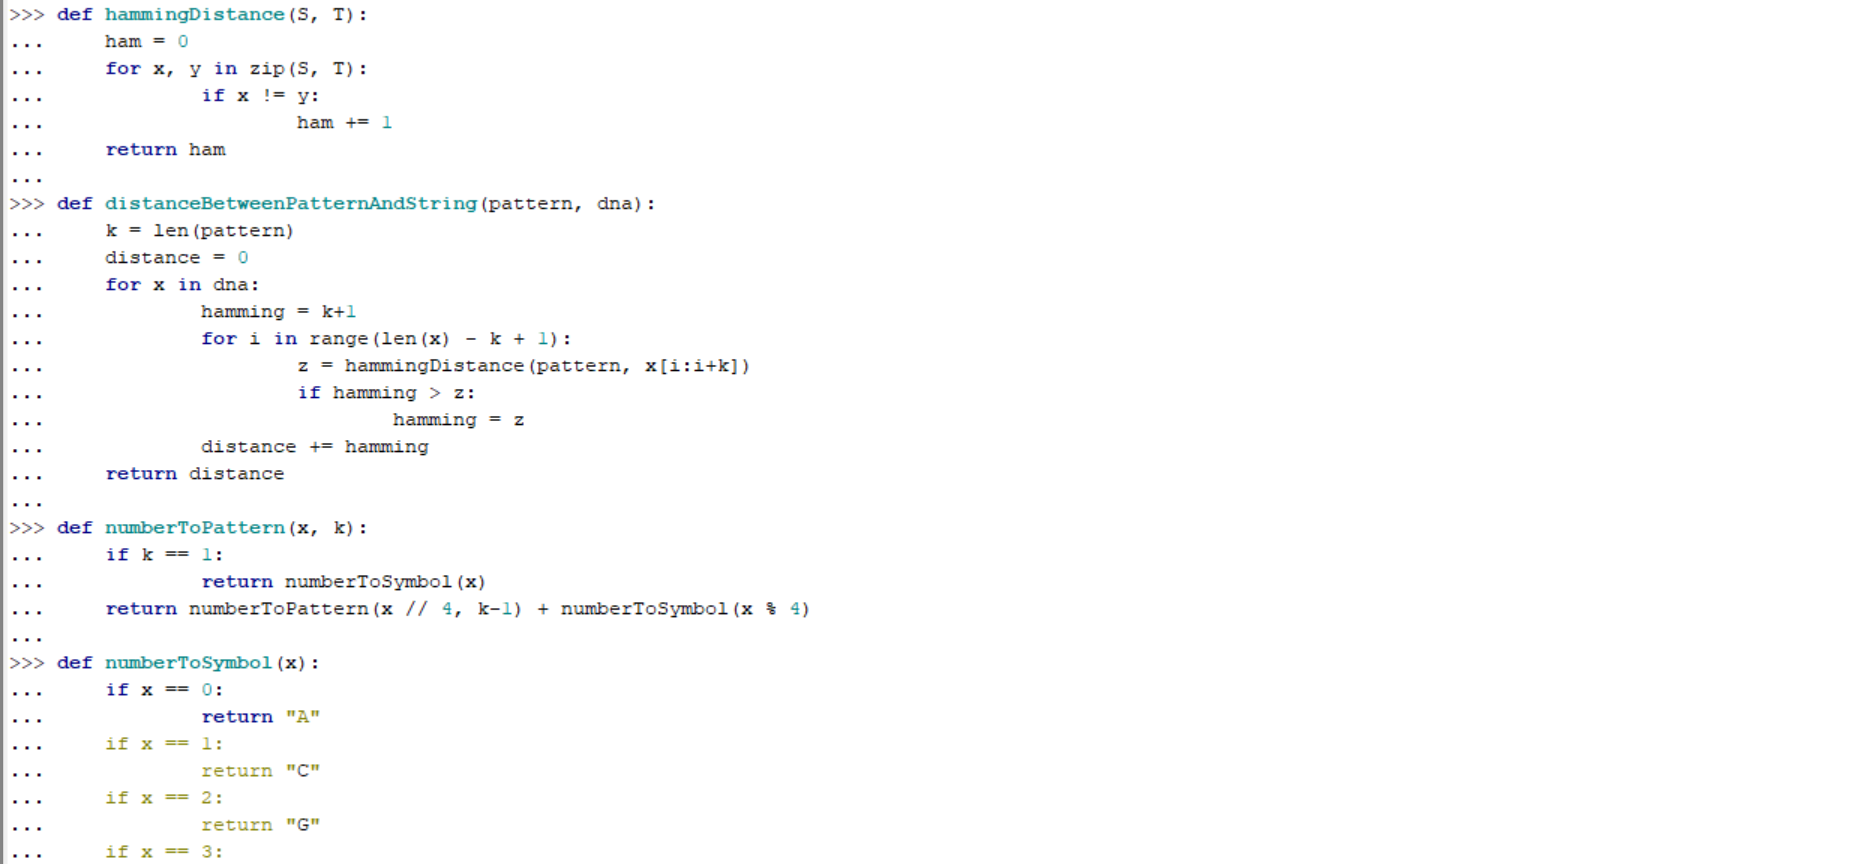 >>> def hammingDistance(S, T):
...     ham = 0
...     for x, y in zip(S, T):
...             if x != y:
...                     ham += 1
...     return ham
...
>>> def distanceBetweenPatternAndString(pattern, dna):
...     k = len(pattern)
...     distance = 0
...     for x in dna:
...             hamming = k+1
...             for i in range(len(x) - k + 1):
...                     z = hammingDistance(pattern, x[i:i+k])
...                     if hamming > z:
...                             hamming = z
...             distance += hamming
...     return distance
...
>>> def numberToPattern(x, k):
...     if k == 1:
...             return numberToSymbol(x)
...     return numberToPattern(x // 4, k-1) + numberToSymbol(x % 4)
...
>>> def numberToSymbol(x):
...     if x == 0:
...             return "A"
...     if x == 1:
...             return "C"
...     if x == 2:
...             return "G"
...     if x == 3: